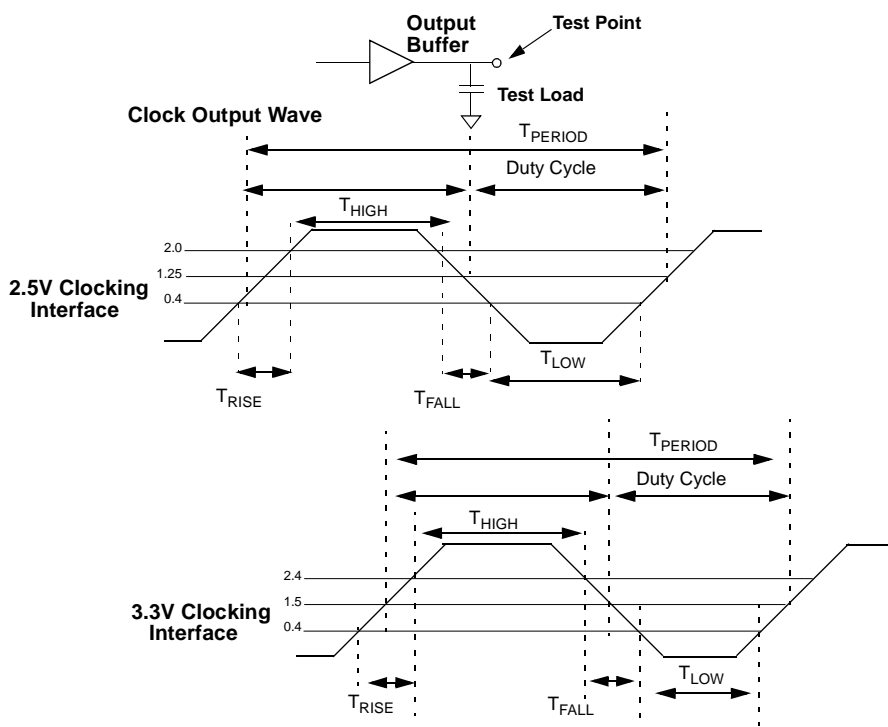 Output
Buffer
Test Point
Test Load
Clock Output Wave
TPERIOD
Duty Cycle
THIGH
2.0
1.25
0.4
2.5V Clocking
Interface
TLOW
TRISE
TFALL
TPERIOD
Duty Cycle
THIGH
2.4
1.5
0.4
3.3V Clocking
Interface
TRISE
TFALL
TLOW